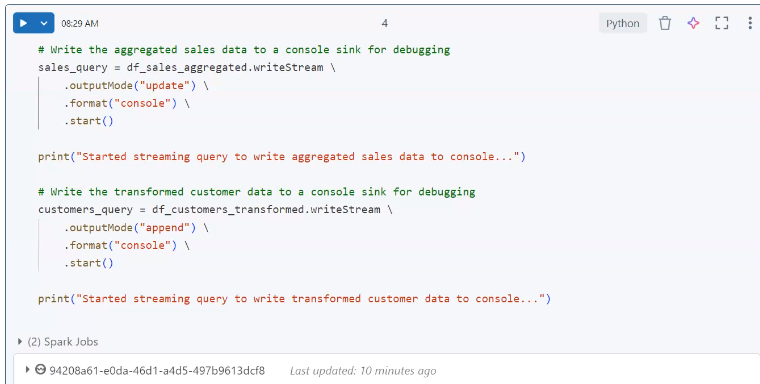 08:29 AM
4
Python
# Write the aggregated sales data to a console sink for debugging
sales_query = df_sales_aggregated.writeStream \
    .outputMode("update") \
    .format("console") \
    .start()

print("Started streaming query to write aggregated sales data to console...")

# Write the transformed customer data to a console sink for debugging
customers_query = df_customers_transformed.writeStream \
    .outputMode("append") \
    .format("console") \
    .start()

print("Started streaming query to write transformed customer data to console...")
(2) Spark Jobs
94208a61-e0da-46d1-a4d5-497b9613dcf8 Last updated: 10 minutes ago